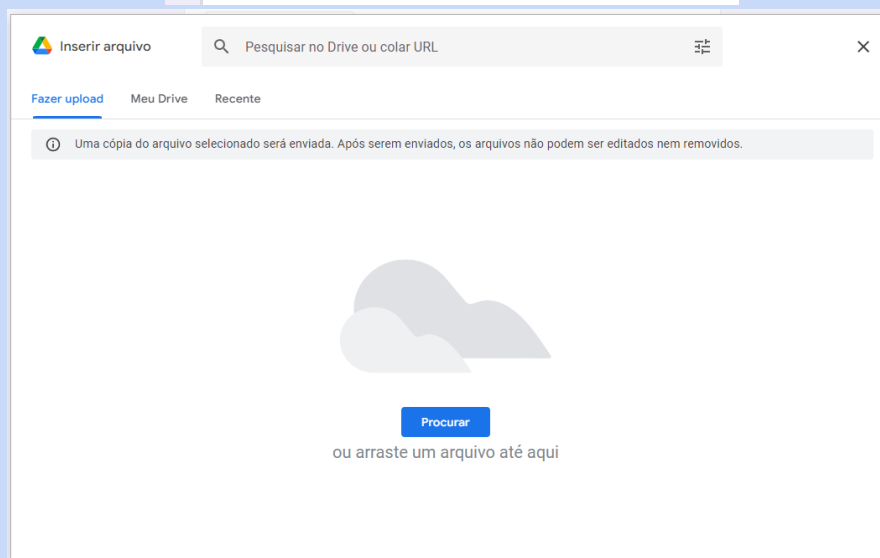 Inserir arquivo
Pesquisar no Drive ou colar URL
Fazer upload
Meu Drive
Recente
Uma cópia do arquivo selecionado será enviada. Após serem enviados, os arquivos não podem ser editados nem removidos.
Procurar
ou arraste um arquivo até aqui